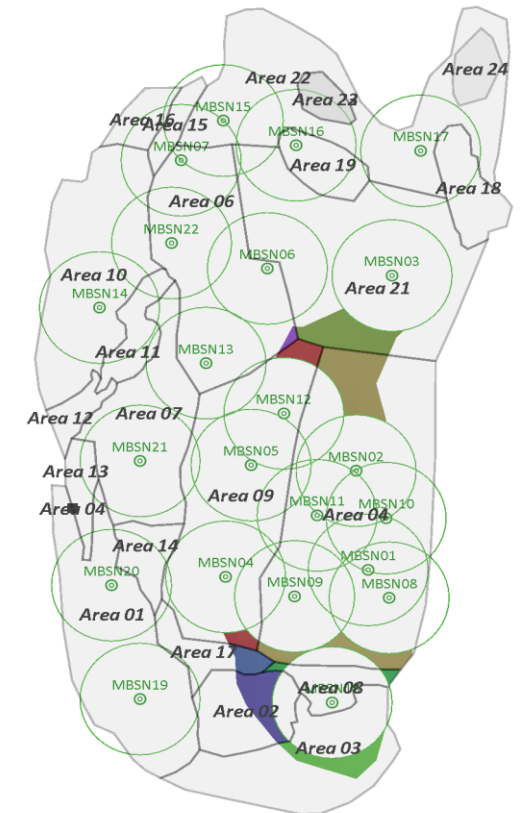 Area 24
Area 22
Area 23
MBSN15
Area 16
Area 15
MBSN16
MBSN17
MBSN07
Area 19
Area 18
Area 06
MBSN22
MBSN06
MBSN03
Area 10
Area 21
MBSN14
Area 11
MBSN13
MBSN12
Area 12
Area 07
MBSN21
MBSN05
MBSN02
Area 13
Area 09
MBSN11
MBSN10
Area 04
Area 04
Area 14
MBSN04
MBSN01
MBSN20
MBSN09
MBSN08
Area 01
Area 17
MBSN19
Area 08
Area 02
Area 03